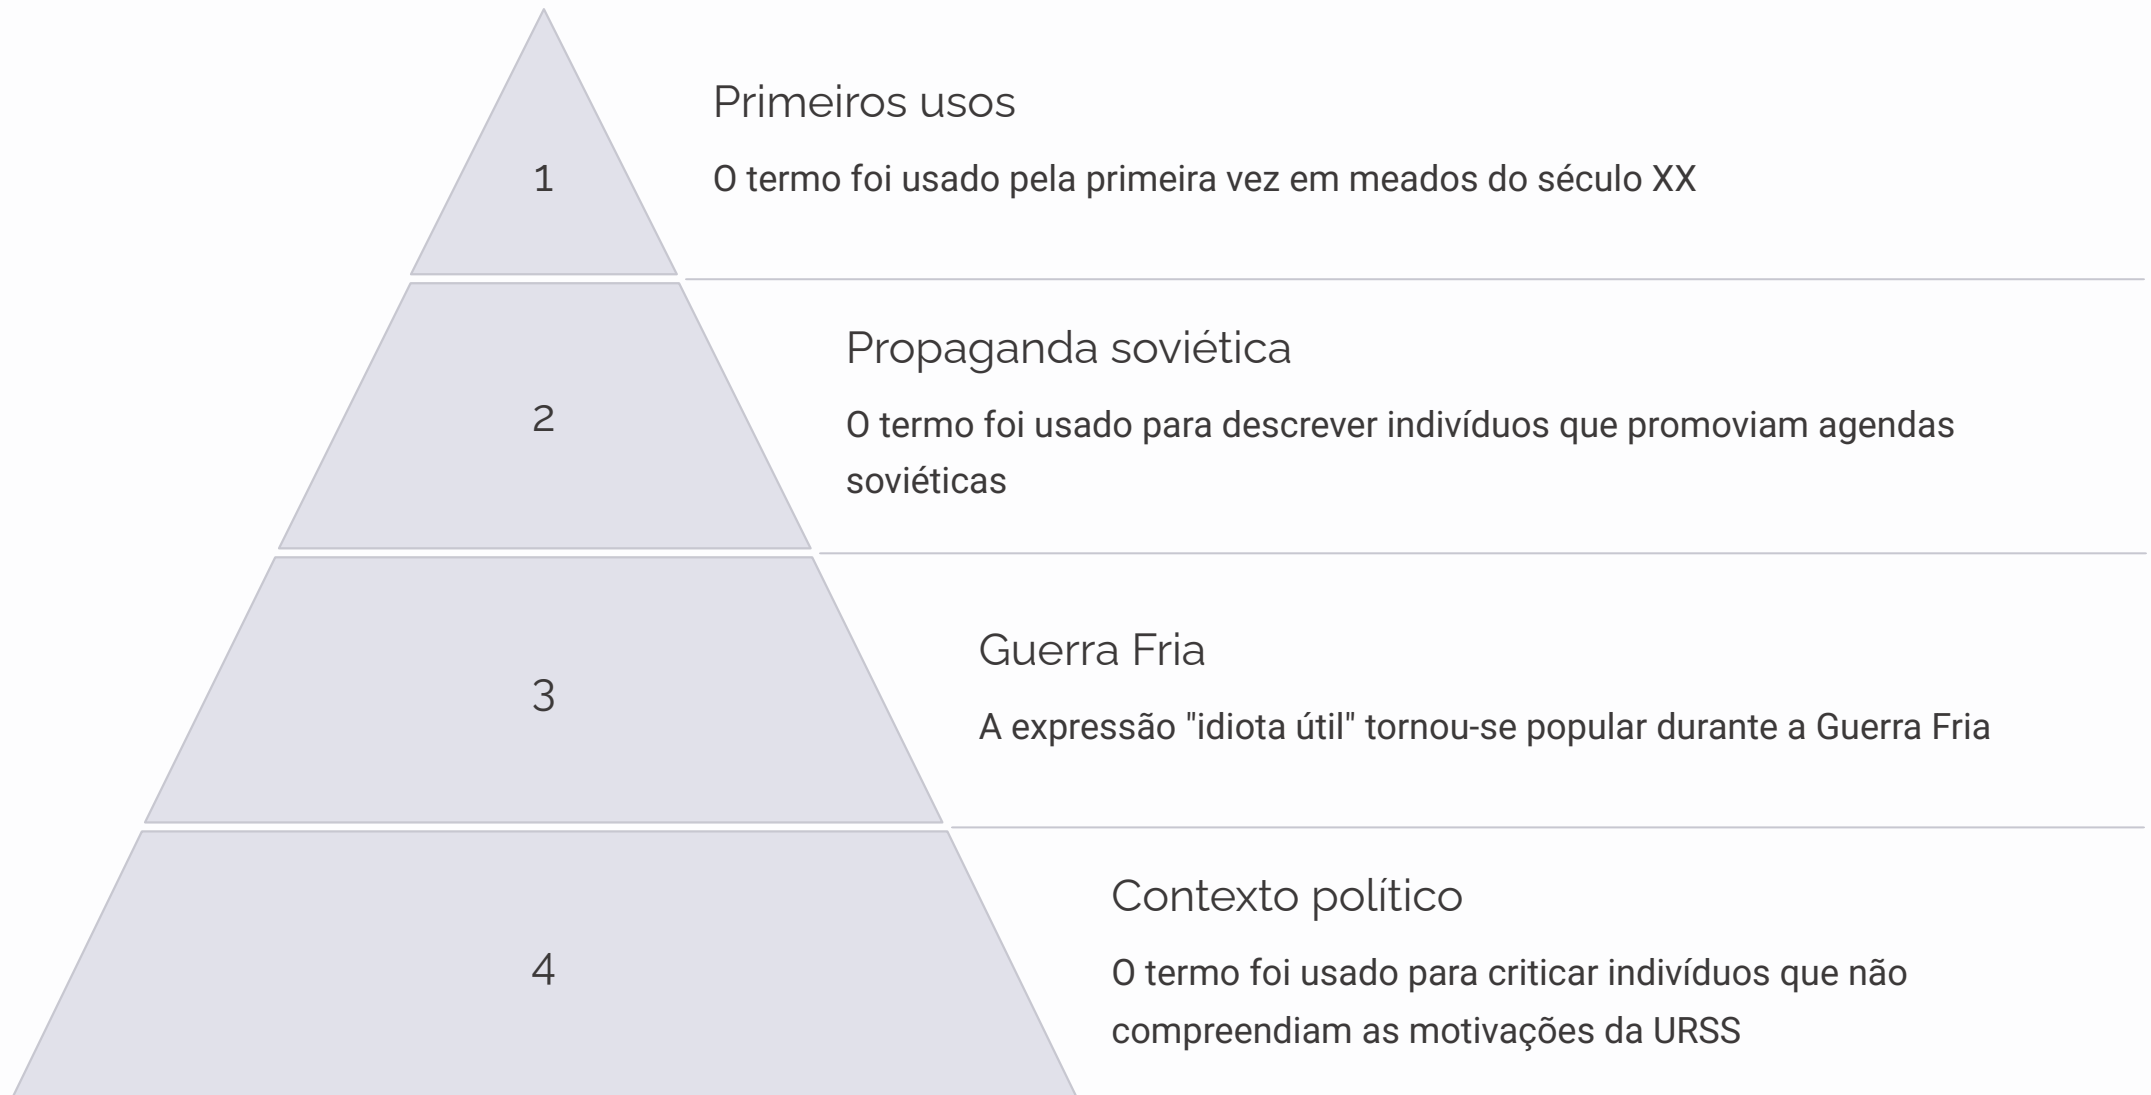 1
Primeiros usos
O termo foi usado pela primeira vez em meados do século XX
2
Propaganda soviética
O termo foi usado para descrever indivíduos que promoviam agendas
soviéticas
3
Guerra Fria
A expressão "idiota útil" tornou-se popular durante a Guerra Fria
4
Contexto político
O termo foi usado para criticar indivíduos que não
compreendiam as motivações da URSS